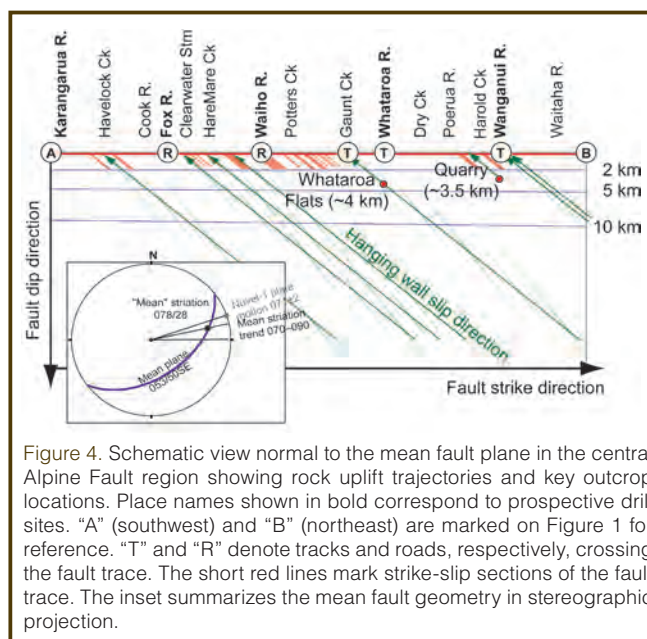 Karangarua R.
Havelock Ck
Cook R.
Fox R.
Clearwater Stm
HareMare Ck
Waiho R.
Potters Ck
Gaunt Ck
Whataroa R.
Dry Ck
Poerua R.
Harold Ck
Wanganui R.
Waitaha R.
A R R T T T B
2 km
5 km
10 km
Whataroa
Flats (~4 km)
Quarry
(~3.5 km)
Hanging wall slip direction
Fault dip direction
Fault strike direction
N
"Mean" striation
078/28
motion
Mean striation
trend 070–090
Mean plane
053/50SE
Figure 4. Schematic view normal to the mean fault plane in the central
Alpine Fault region showing rock uplift trajectories and key outcrop
locations. Place names shown in bold correspond to prospective dril
sites. “A” (southwest) and “B” (northeast) are marked on Figure 1 fo
reference. “T” and “R” denote tracks and roads, respectively, crossing
the fault trace. The short red lines mark strike-slip sections of the faul
trace. The inset summarizes the mean fault geometry in stereographic
projection.